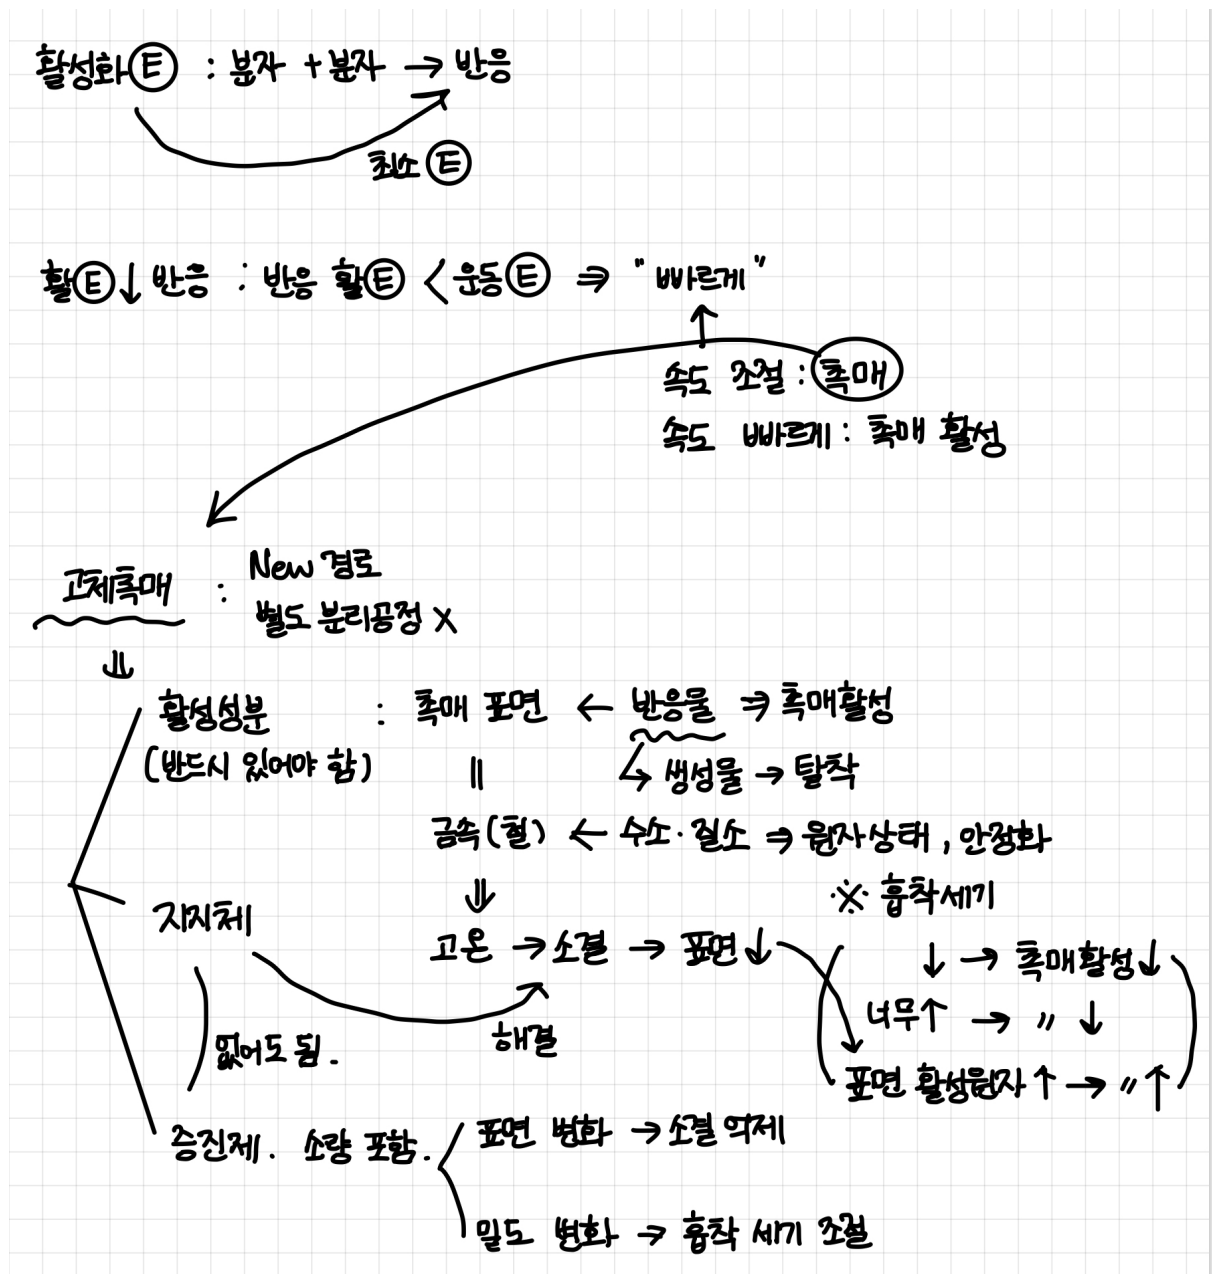 활성화Ⓔ : 분자 + 분자 → 반응
최소 Ⓔ
활Ⓔ↓ 반응 : 반응 활Ⓔ < 운동Ⓔ ⇒ "빠르게"
속도 조절 : 촉매
속도 빠르게 : 촉매 활성
고체촉매 : New 경로
별도 분리공정 X
⇓
활성성분 : 촉매 표면 ← 반응물 ⇒ 촉매활성
(반드시 있어야 함) || ↳ 생성물 → 탈착
금속(철) ← 수소·질소 ⇒ 원자상태, 안정화
⇓ ※ 흡착세기
지지체 고온 → 소결 → 표면↓ ↓ → 촉매활성↓
너무↑ → 〃 ↓
없어도 됨. 해결
표면 활성원자↑ → 〃↑
증진제. 소량 포함. 표면 변화 → 소결 억제
밀도 변화 → 흡착 세기 조절